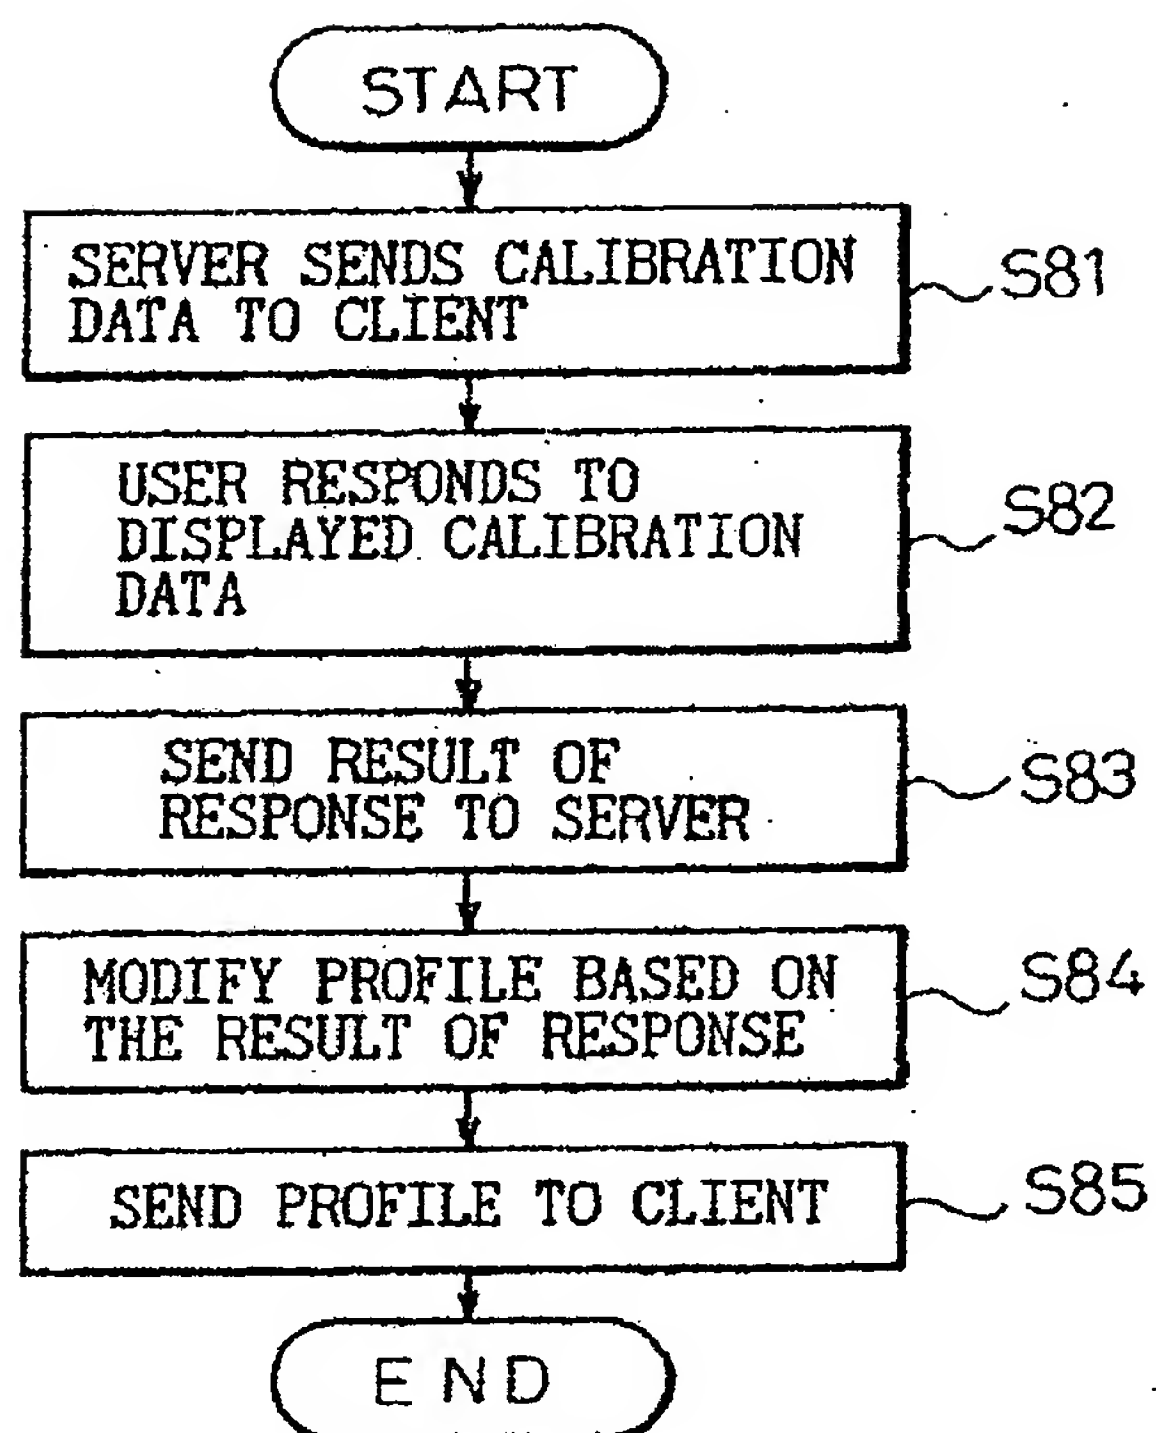 START
SERVER SENDS CALIBRATION
DATA TO CLIENT
S81
USER RESPONDS TO
DISPLAYED CALIBRATION
DATA
S82
SEND RESULT OF
RESPONSE TO SERVER
S83
MODIFY PROFILE BASED ON
THE RESULT OF RESPONSE
S84
SEND PROFILE TO CLIENT
S85
END